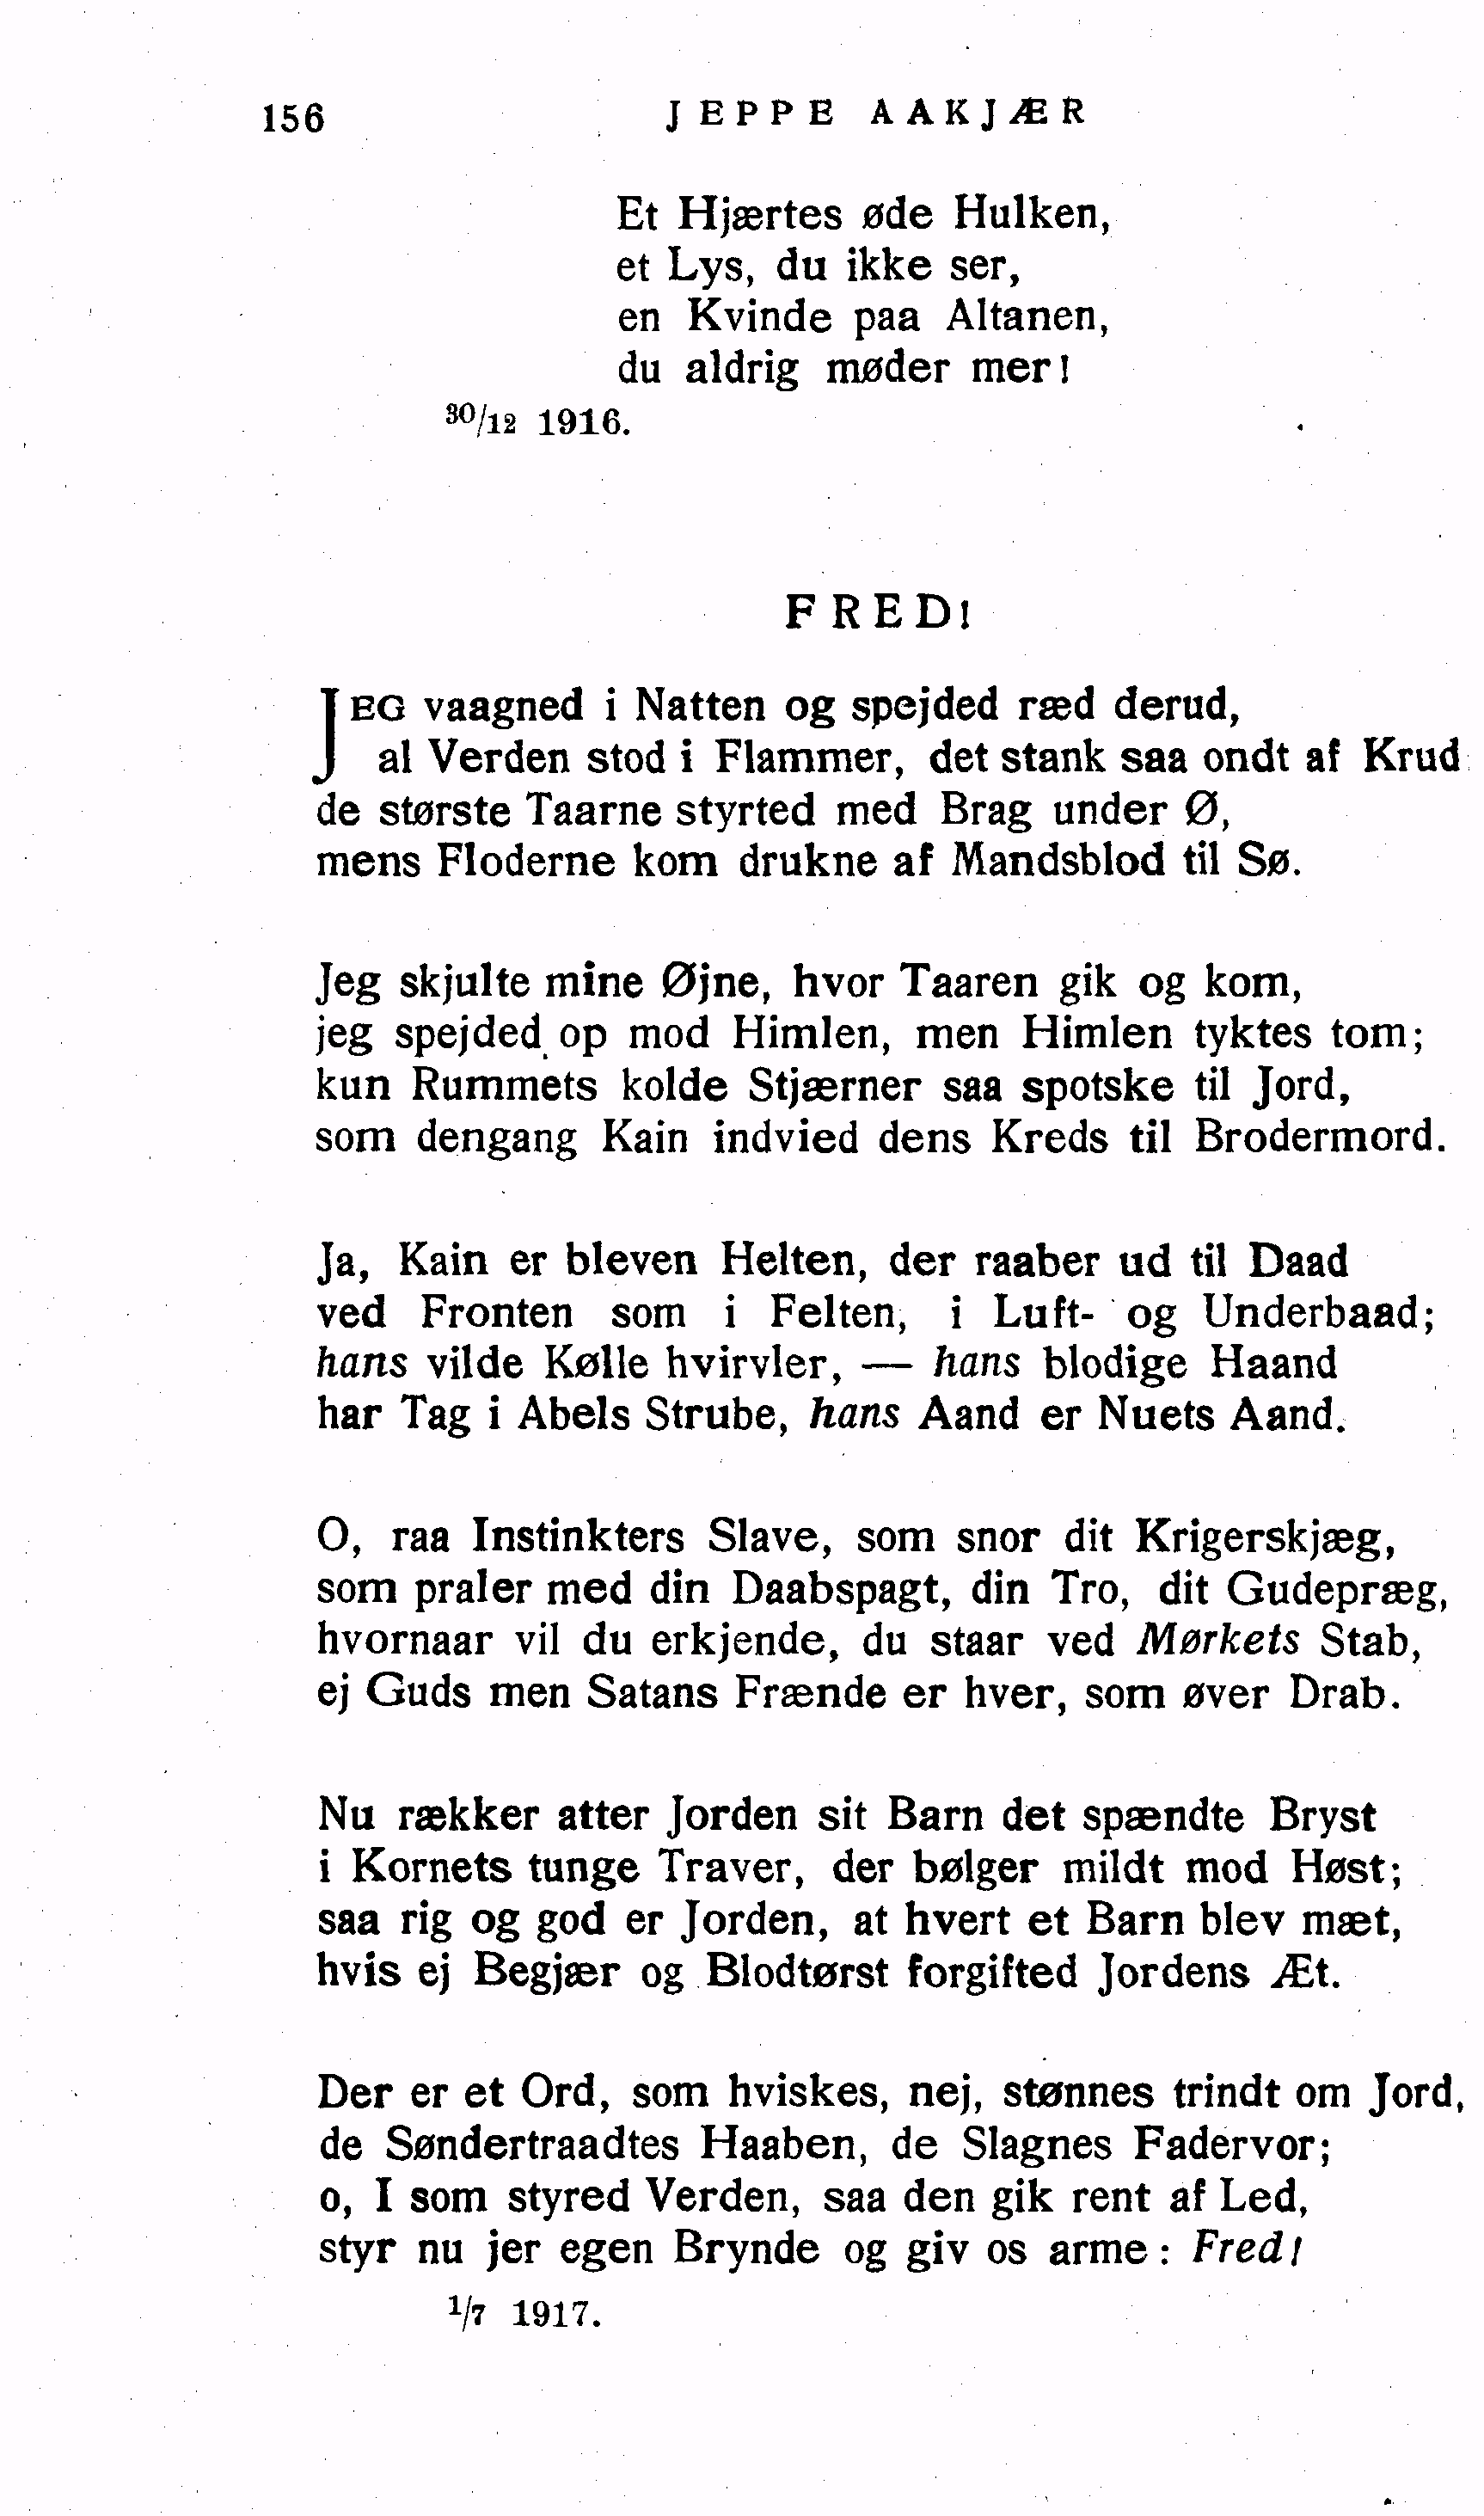 156 JEPPE AAKJÆR
Et Hjærtes øde Hulken,
et Lys, du ikke ser,
en Kvinde paa Altanen,
du aldrig møder mer!
30/12 1916.
FRED!
JEG vaagned i Natten og spejded ræd derud,
al Verden stod i Flammer, det stank saa ondt af Krud
de største Taarne styrted med Brag under Ø,
mens Floderne kom drukne af Mandsblod til Sø.
Jeg skjulte mine Øjne, hvor Taaren gik og kom,
jeg spejded op mod Himlen, men Himlen tyktes tom;
kun Rummets kolde Stjærner saa spotske til Jord,
som dengang Kain indvied dens Kreds til Brodermord.
Ja, Kain er bleven Helten, der raaber ud til Daad
ved Fronten som i Felten, i Luft- og Underbaad;
hans vilde Kølle hvirvler, — hans blodige Haand
har Tag i Abels Strube, hans Aand er Nuets Aand.
O, raa Instinkters Slave, som snor dit Krigerskjæg,
som praler med din Daabspagt, din Tro, dit Gudepræg,
hvornaar vil du erkjende, du staar ved Mørkets Stab,
ej Guds men Satans Frænde er hver, som øver Drab.
Nu rækker atter Jorden sit Barn det spændte Bryst
i Kornets tunge Traver, der bølger mildt mod Høst;
saa rig og god er Jorden, at hvert et Barn blev mæt,
hvis ej Begjær og Blodtørst forgifted Jordens Æt.
Der er et Ord, som hviskes, nej, stønnes trindt om Jord,
de Søndertraadtes Haaben, de Slagnes Fadervor;
o, I som styred Verden, saa den gik rent af Led,
styr nu jer egen Brynde og giv os arme: Fred!
1/7 1917.